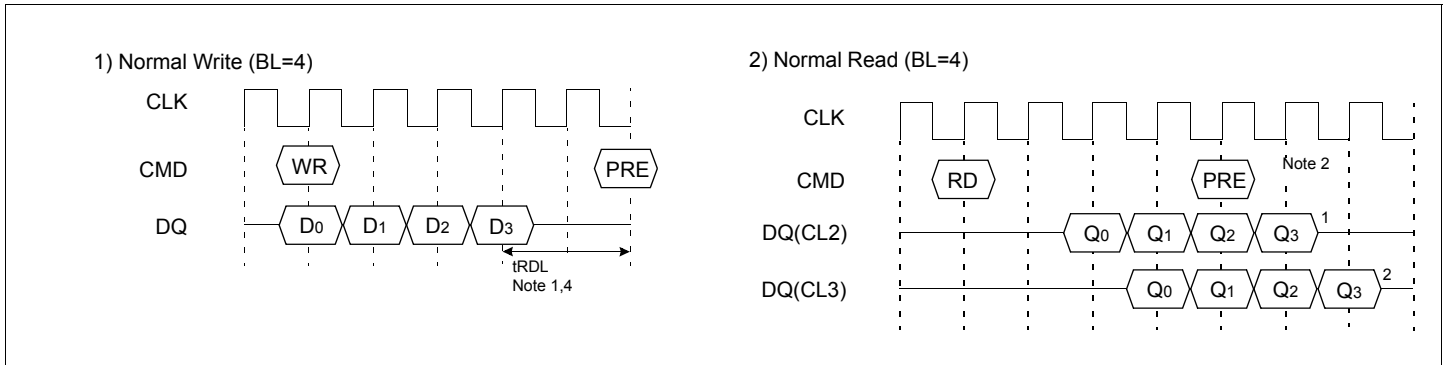 1) Normal Write (BL=4)
CLK
CMD
WR
PRE
DQ
D0
D1
D2
D3
tRDL
Note 1,4
2) Normal Read (BL=4)
CLK
CMD
RD
PRE
Note 2
DQ(CL2)
Q0
Q1
Q2
Q3
1
DQ(CL3)
Q0
Q1
Q2
Q3
2